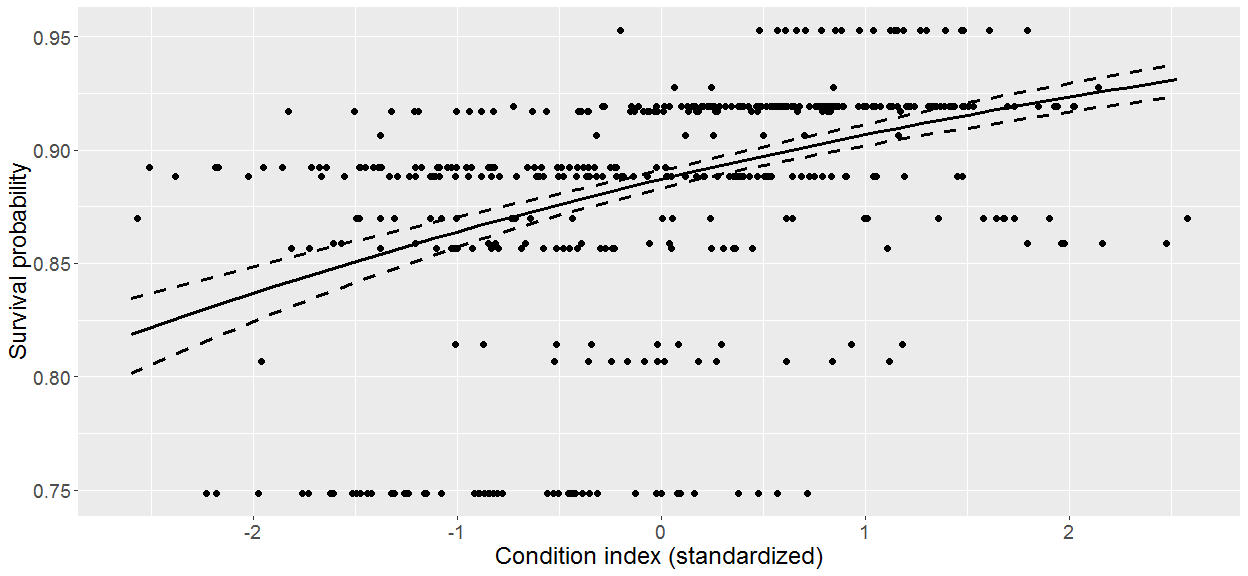 Survival probability
0.95
0.90
0.85
0.80
0.75
-2 -1 0 1 2
Condition index (standardized)